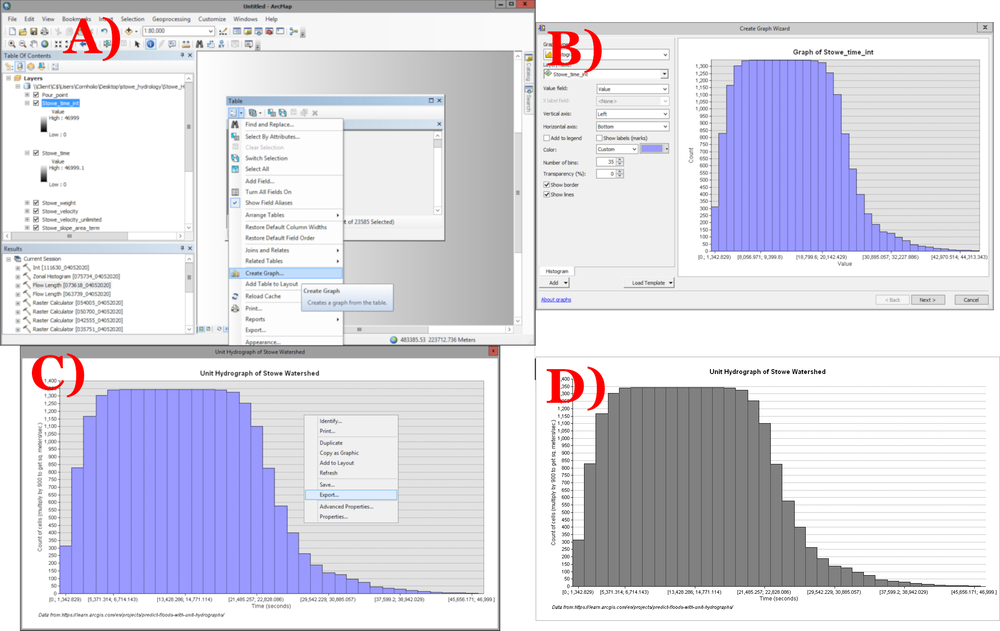 Untitled - ArcMap
File Edit View Bookmarks Insert Selection Geoprocessing Customize Windows Help
A)
1:80,000
Table Of Contents
Layers
\\Client\C$\Users\Cornholio\Desktop\stowe_hydrology\Stowe_H
Pour_point
Stowe_time_int
Value
High : 46999
Low : 0
Stowe_time
Value
High : 46999.1
Low : 0
Stowe_weight
Stowe_velocity
Stowe_velocity_unlimited
Stowe_slope_area_term
Results
Current Session
Int [111630_04052020]
Zonal Histogram [075734_04052020]
Flow Length [073618_04052020]
Flow Length [063739_04052020]
Raster Calculator [054005_04052020]
Raster Calculator [050700_04052020]
Raster Calculator [042555_04052020]
Raster Calculator [035751_04052020]
Catalog
Search
Table
Find and Replace...
Select By Attributes...
Clear Selection
Switch Selection
Select All
Add Field...
Turn All Fields On
Show Field Aliases
Arrange Tables
Restore Default Column Widths
Restore Default Field Order
Joins and Relates
Related Tables
Create Graph...
Add Table to Layout
Reload Cache
Print...
Reports
Export...
Appearance...
t of 23585 Selected)
Create Graph
Creates a graph from the table.
483385.53 223712.736 Meters
B)
Create Graph Wizard
Stowe_time_int
Value field: Value
X label field: <None>
Vertical axis: Left
Horizontal axis: Bottom
Add to legend Show labels (marks)
Color: Custom
Number of bins: 35
Transparency (%): 0
Show border
Show lines
Histogram
Add Load Template
About graphs
< Back Next > Cancel
Graph of Stowe_time_int
1,300
1,250
1,200
1,150
1,100
1,050
1,000
950
900
850
800
750
700
650
600
550
500
450
400
350
300
250
200
150
100
50
0
Count
[0.; 1,342.829) [8,056.971; 9,399.8) [18,799.6; 20,142.429) [30,885.057; 32,227.886) [42,970.514; 44,313.343)
Value
C)
Unit Hydrograph of Stowe Watershed
Unit Hydrograph of Stowe Watershed
1,400
1,300
1,250
1,200
1,150
1,100
1,050
1,000
950
900
850
800
750
700
650
600
550
500
450
400
350
300
250
200
150
100
50
0
Count of cells (multiply by 900 to get sq. meters/sec.)
Identify...
Print...
Duplicate
Copy as Graphic
Add to Layout
Refresh
Save...
Export...
Advanced Properties...
Properties...
[0.; 1,342.829) [5,371.314; 6,714.143) [13,428.286; 14,771.114) [21,485.257; 22,828.086) [29,542.229; 30,885.057) [37,599.2; 38,942.029) [45,656.171; 46,999.]
Time (seconds)
Data from:https://learn.arcgis.com/en/projects/predict-floods-with-unit-hydrographs/
D)
Unit Hydrograph of Stowe Watershed
,400
,350
,300
1,200
1,150
1,100
1,050
1,000
950
900
850
800
750
700
650
600
550
500
450
400
350
300
250
200
150
100
50
0
Count of cells (multiply by 900 to get sq. meters/sec.)
[0.; 1,342.829) [5,371.314; 6,714.143) [13,428.286; 14,771.114) [21,485.257; 22,828.086) [29,542.229; 30,885.057) [37,599.2; 38,942.029) [45,656.171; 46,999.]
Time (seconds)
Data from:https://learn.arcgis.com/en/projects/predict-floods-with-unit-hydrographs/